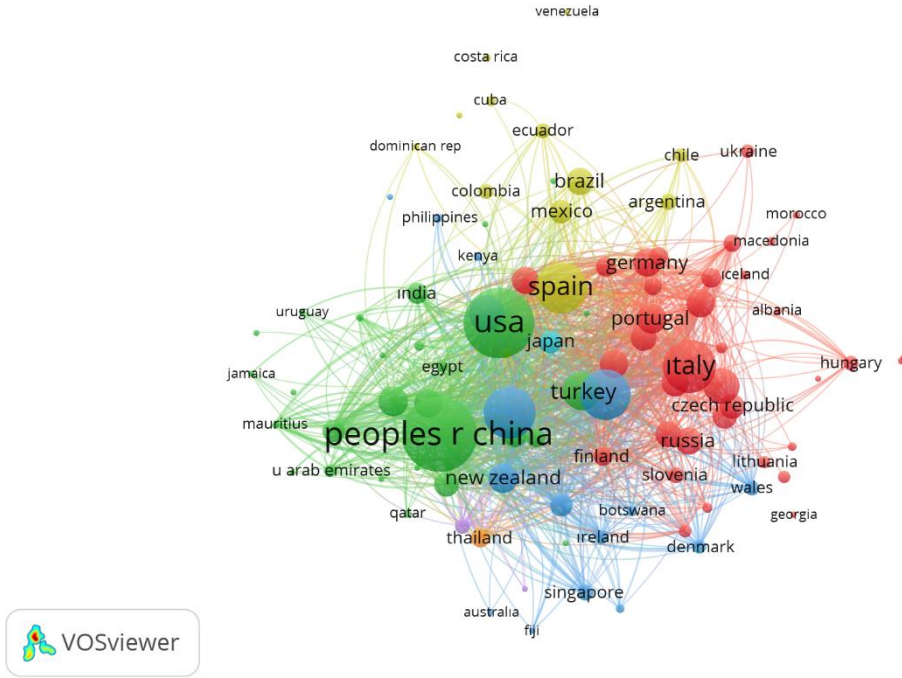 venezuela
costa rica
cuba
ecuador
dominican rep
chile
ukraine
brazil
colombia
mexico
argentina
philippines
morocco
macedonia
kenya
germany
iceland
spain
india
uruguay
portugal
albania
usa
japan
egypt
italy
hungary
jamaica
turkey
czech republic
mauritius
peoples r china
russia
finland
lithuania
u arab emirates
new zealand
slovenia
wales
qatar
botswana
georgia
thailand
ireland
denmark
singapore
australia
fiji
VOSviewer